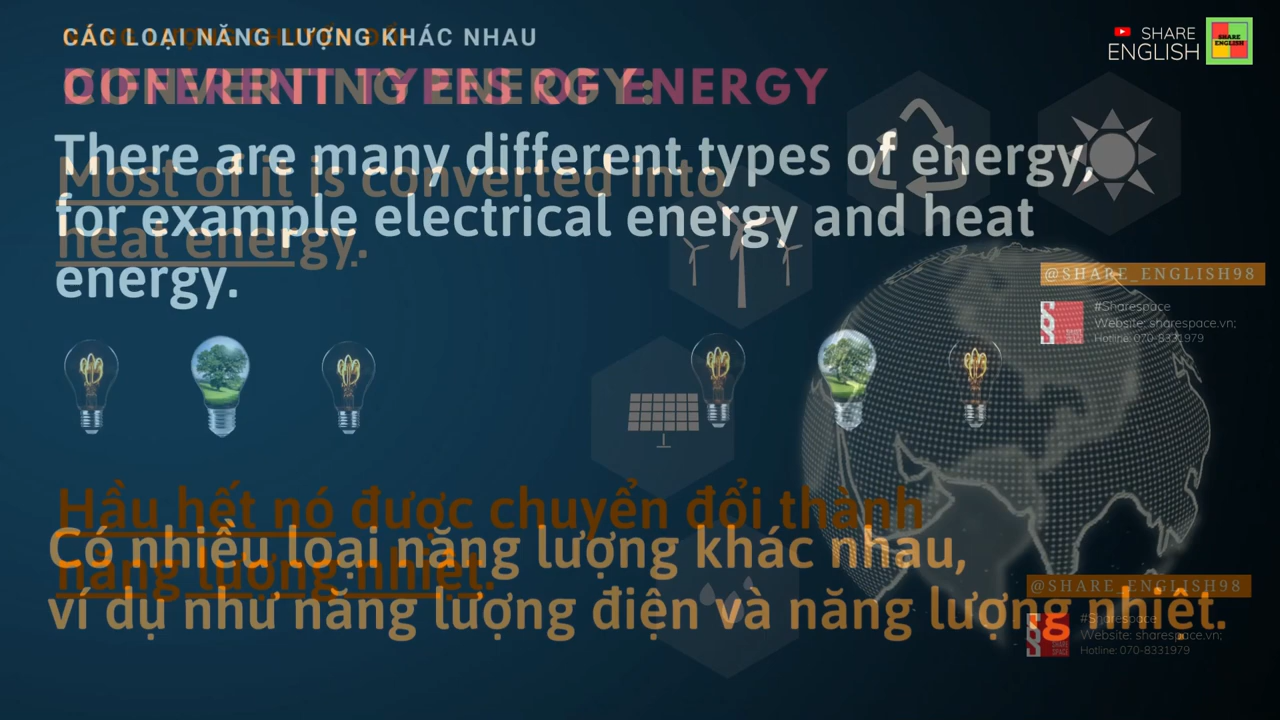 CÁC LOẠI NĂNG LƯỢNG KHÁC NHAU
SHARE
ENGLISH
SHARE
ENGLISH
DIFFERENT TYPES OF ENERGY
CONVERTING ENERGY:
There are many different types of energy,
for example electrical energy and heat
energy.
Most of it is converted into
heat energy.
@SHARE_ENGLISH98
#Sharespace
Website: sharespace.vn;
Hotline: 070-8331979
Hầu hết nó được chuyển đổi thành
năng lượng nhiệt.
Có nhiều loại năng lượng khác nhau,
ví dụ như năng lượng điện và năng lượng nhiệt.
@SHARE_ENGLISH98
#Sharespace
Website: sharespace.vn;
Hotline: 070-8331979